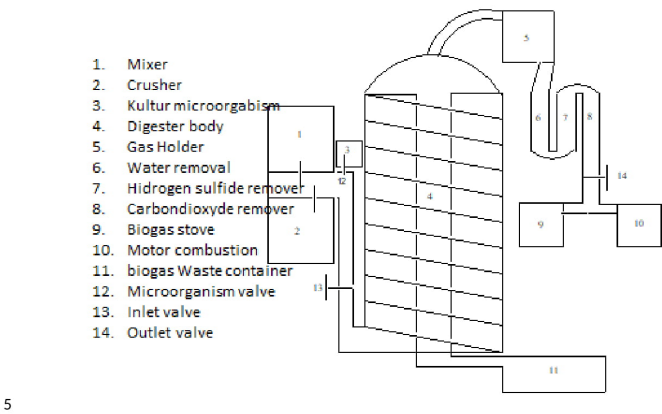 1. Mixer
2. Crusher
3. Kultur microorgabism
4. Digester body
5. Gas Holder
6. Water removal
7. Hidrogen sulfide remover
8. Carbondioxyde remover
9. Biogas stove
10. Motor combustion
11. biogas Waste container
12. Microorganism valve
13. Inlet valve
14. Outlet valve
5
6
7
8
1
3
12
14
4
2
9
10
13
11
5